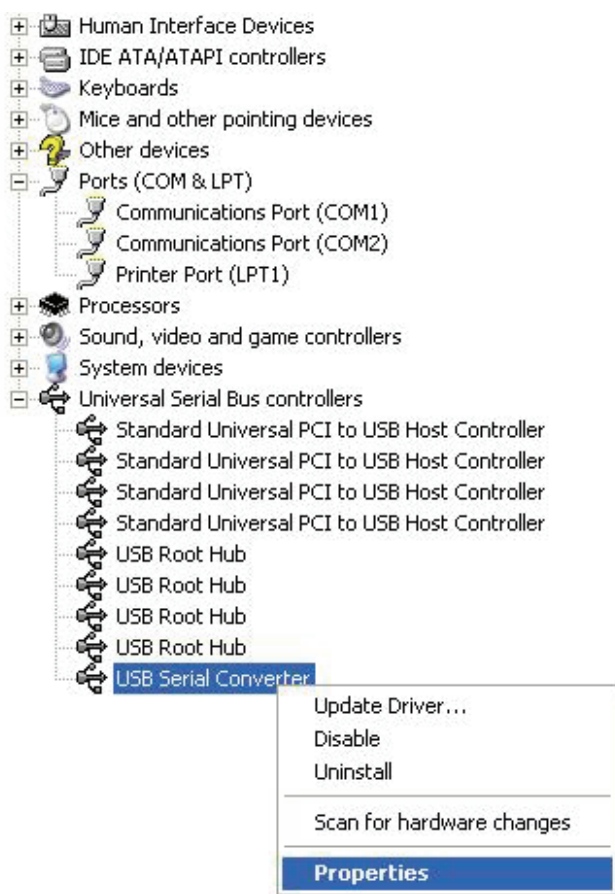 Human Interface Devices
IDE ATA/ATAPI controllers
Keyboards
Mice and other pointing devices
Other devices
Ports (COM & LPT)
Communications Port (COM1)
Communications Port (COM2)
Printer Port (LPT1)
Processors
Sound, video and game controllers
System devices
Universal Serial Bus controllers
Standard Universal PCI to USB Host Controller
Standard Universal PCI to USB Host Controller
Standard Universal PCI to USB Host Controller
Standard Universal PCI to USB Host Controller
USB Root Hub
USB Root Hub
USB Root Hub
USB Root Hub
USB Serial Converter
Update Driver...
Disable
Uninstall
Scan for hardware changes
Properties